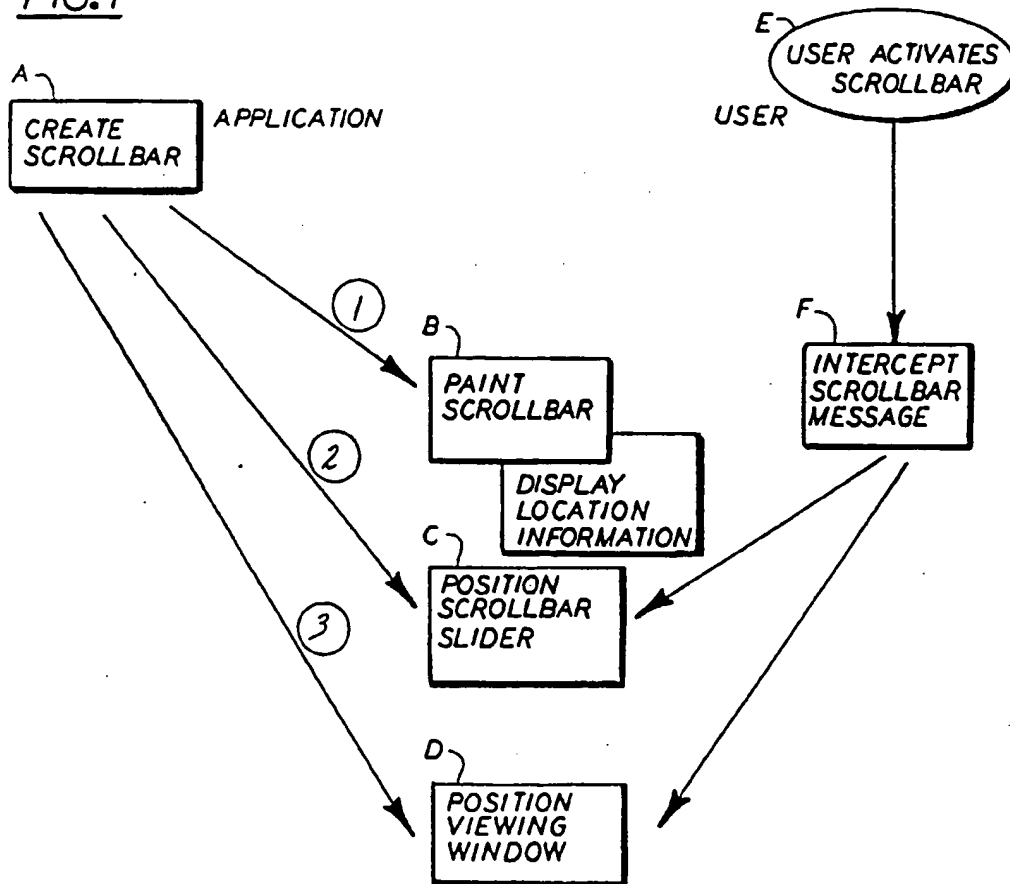 FIG.1
A
CREATE
SCROLLBAR
APPLICATION
E
USER ACTIVATES
SCROLLBAR
USER
1
B
PAINT
SCROLLBAR
DISPLAY
LOCATION
INFORMATION
F
INTERCEPT
SCROLLBAR
MESSAGE
2
C
POSITION
SCROLLBAR
SLIDER
3
D
POSITION
VIEWING
WINDOW